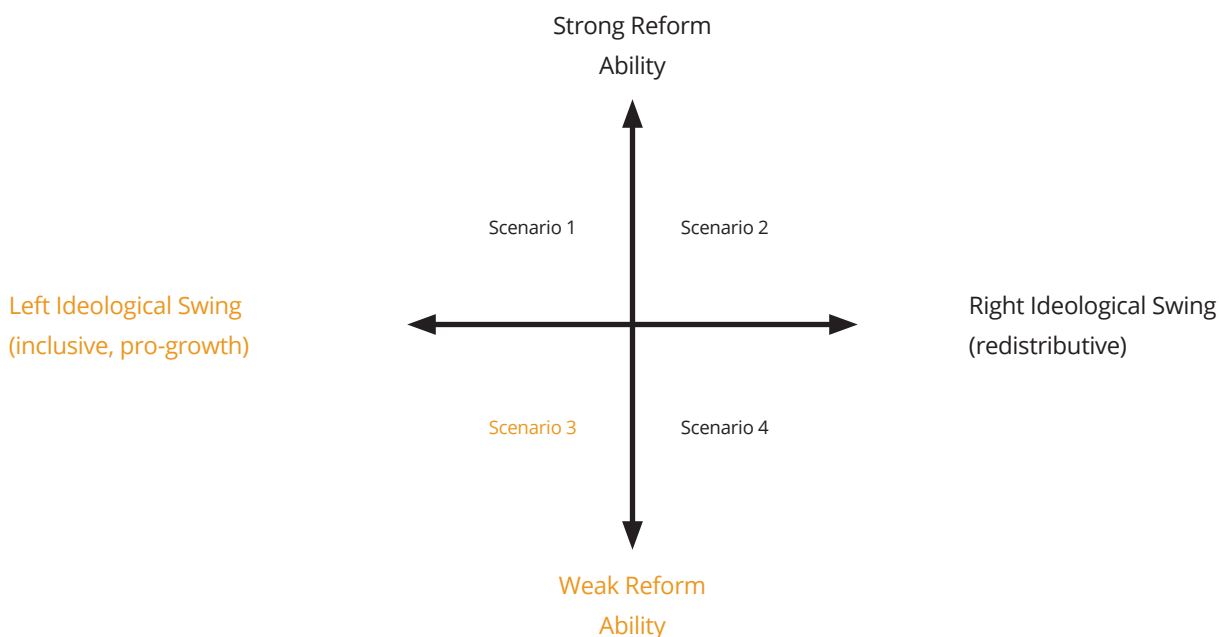 Strong Reform
Ability
Scenario 1
Scenario 2
Left Ideological Swing
(inclusive, pro-growth)
Right Ideological Swing
(redistributive)
Scenario 3
Scenario 4
Weak Reform
Ability